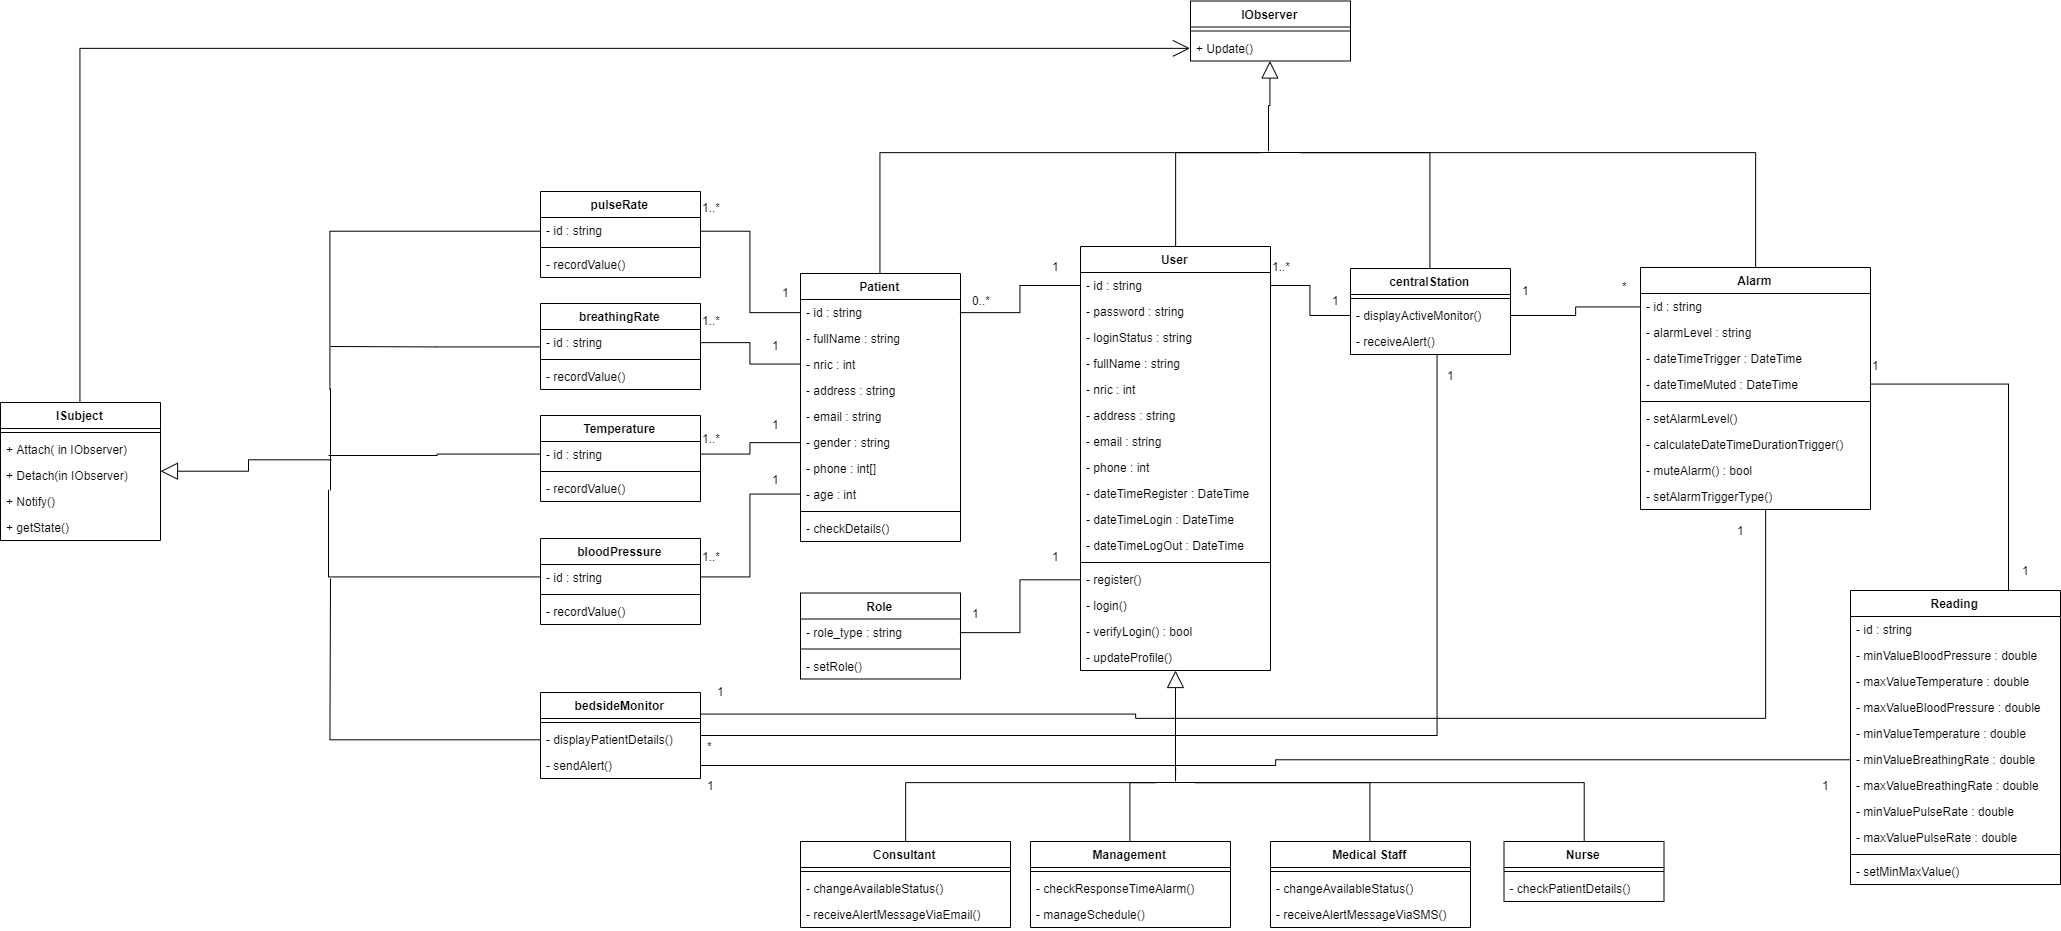 IObserver
+ Update()
pulseRate
- id : string
- recordValue()
1..*
breathingRate
- id : string
- recordValue()
1..*
Temperature
- id : string
- recordValue()
1..*
bloodPressure
- id : string
- recordValue()
1..*
ISubject
+ Attach( in IObserver)
+ Detach(in IObserver)
+ Notify()
+ getState()
1
1
1
1
Patient
- id : string
- fullName : string
- nric : int
- address : string
- email : string
- gender : string
- phone : int[]
- age : int
- checkDetails()
0..*
1
User
- id : string
- password : string
- loginStatus : string
- fullName : string
- nric : int
- address : string
- email : string
- phone : int
- dateTimeRegister : DateTime
- dateTimeLogin : DateTime
- dateTimeLogOut : DateTime
- register()
- login()
- verifyLogin() : bool
- updateProfile()
1..*
1
1
Role
- role_type : string
- setRole()
1
centralStation
- displayActiveMonitor()
- receiveAlert()
1
1
*
Alarm
- id : string
- alarmLevel : string
- dateTimeTrigger : DateTime
- dateTimeMuted : DateTime
- setAlarmLevel()
- calculateDateTimeDurationTrigger()
- muteAlarm() : bool
- setAlarmTriggerType()
1
1
1
Reading
- id : string
- minValueBloodPressure : double
- maxValueTemperature : double
- maxValueBloodPressure : double
- minValueTemperature : double
- minValueBreathingRate : double
- maxValueBreathingRate : double
- minValuePulseRate : double
- maxValuePulseRate : double
- setMinMaxValue()
1
bedsideMonitor
- displayPatientDetails()
- sendAlert()
1
*
1
Consultant
- changeAvailableStatus()
- receiveAlertMessageViaEmail()
Management
- checkResponseTimeAlarm()
- manageSchedule()
Medical Staff
- changeAvailableStatus()
- receiveAlertMessageViaSMS()
Nurse
- checkPatientDetails()